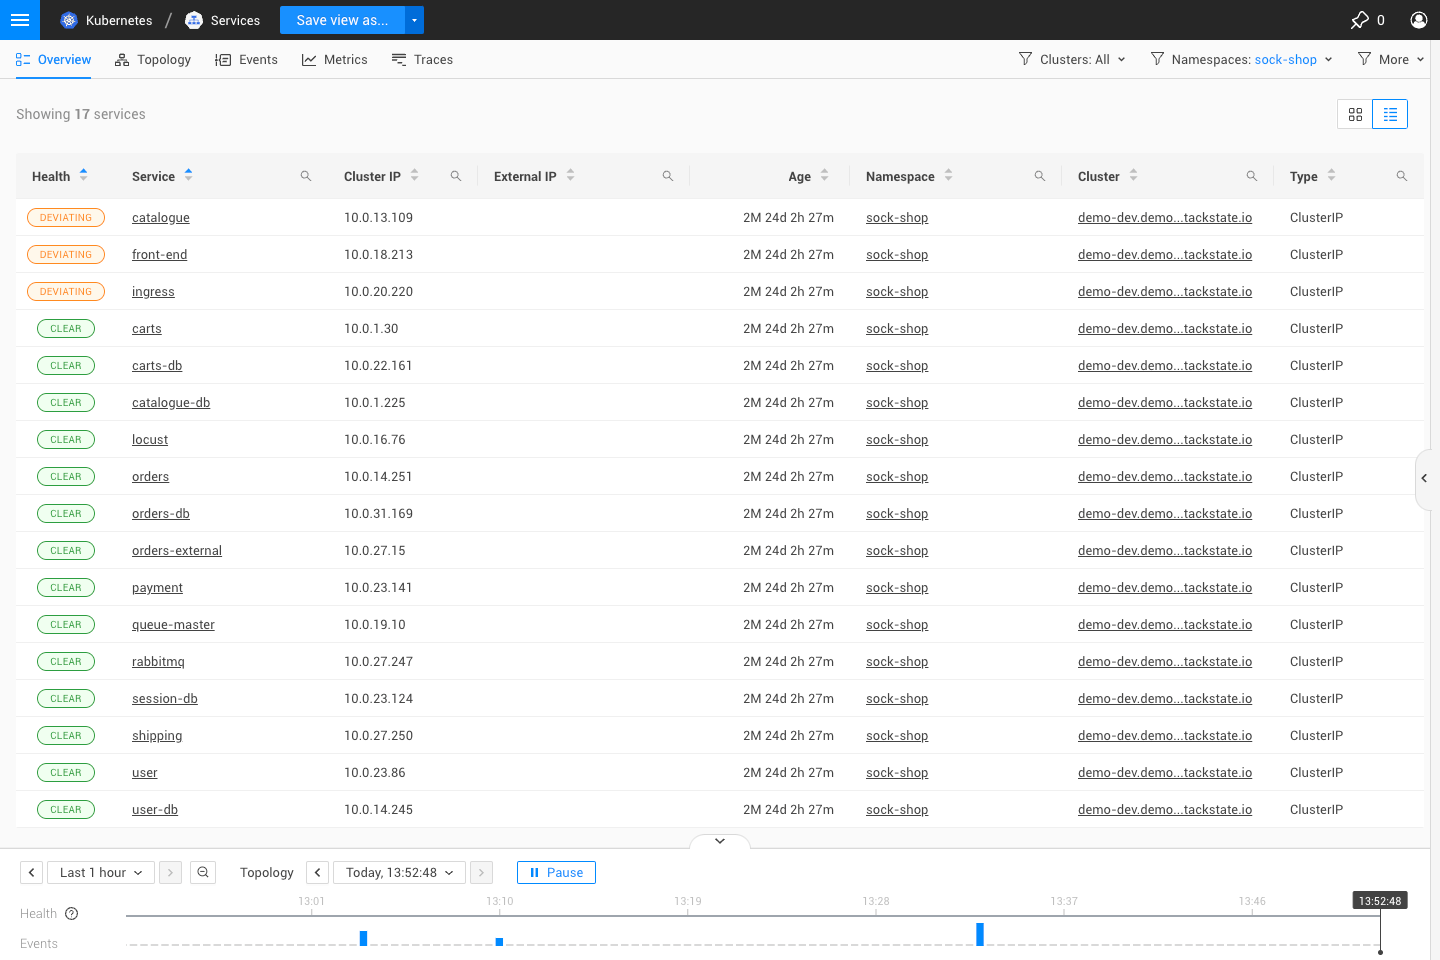 Kubernetes / Services Save view as... 0
Overview Topology Events Metrics Traces Clusters: All Namespaces: sock-shop More
Showing 17 services
Health Service Cluster IP External IP Age Namespace Cluster Type
DEVIATING catalogue 10.0.13.109 2M 24d 2h 27m sock-shop demo-dev.demo...tackstate.io ClusterIP
DEVIATING front-end 10.0.18.213 2M 24d 2h 27m sock-shop demo-dev.demo...tackstate.io ClusterIP
DEVIATING ingress 10.0.20.220 2M 24d 2h 27m sock-shop demo-dev.demo...tackstate.io ClusterIP
CLEAR carts 10.0.1.30 2M 24d 2h 27m sock-shop demo-dev.demo...tackstate.io ClusterIP
CLEAR carts-db 10.0.22.161 2M 24d 2h 27m sock-shop demo-dev.demo...tackstate.io ClusterIP
CLEAR catalogue-db 10.0.1.225 2M 24d 2h 27m sock-shop demo-dev.demo...tackstate.io ClusterIP
CLEAR locust 10.0.16.76 2M 24d 2h 27m sock-shop demo-dev.demo...tackstate.io ClusterIP
CLEAR orders 10.0.14.251 2M 24d 2h 27m sock-shop demo-dev.demo...tackstate.io ClusterIP
CLEAR orders-db 10.0.31.169 2M 24d 2h 27m sock-shop demo-dev.demo...tackstate.io ClusterIP
CLEAR orders-external 10.0.27.15 2M 24d 2h 27m sock-shop demo-dev.demo...tackstate.io ClusterIP
CLEAR payment 10.0.23.141 2M 24d 2h 27m sock-shop demo-dev.demo...tackstate.io ClusterIP
CLEAR queue-master 10.0.19.10 2M 24d 2h 27m sock-shop demo-dev.demo...tackstate.io ClusterIP
CLEAR rabbitmq 10.0.27.247 2M 24d 2h 27m sock-shop demo-dev.demo...tackstate.io ClusterIP
CLEAR session-db 10.0.23.124 2M 24d 2h 27m sock-shop demo-dev.demo...tackstate.io ClusterIP
CLEAR shipping 10.0.27.250 2M 24d 2h 27m sock-shop demo-dev.demo...tackstate.io ClusterIP
CLEAR user 10.0.23.86 2M 24d 2h 27m sock-shop demo-dev.demo...tackstate.io ClusterIP
CLEAR user-db 10.0.14.245 2M 24d 2h 27m sock-shop demo-dev.demo...tackstate.io ClusterIP
Last 1 hour Topology Today, 13:52:48 Pause
13:01 13:10 13:19 13:28 13:37 13:46 13:52:48
Health ?
Events